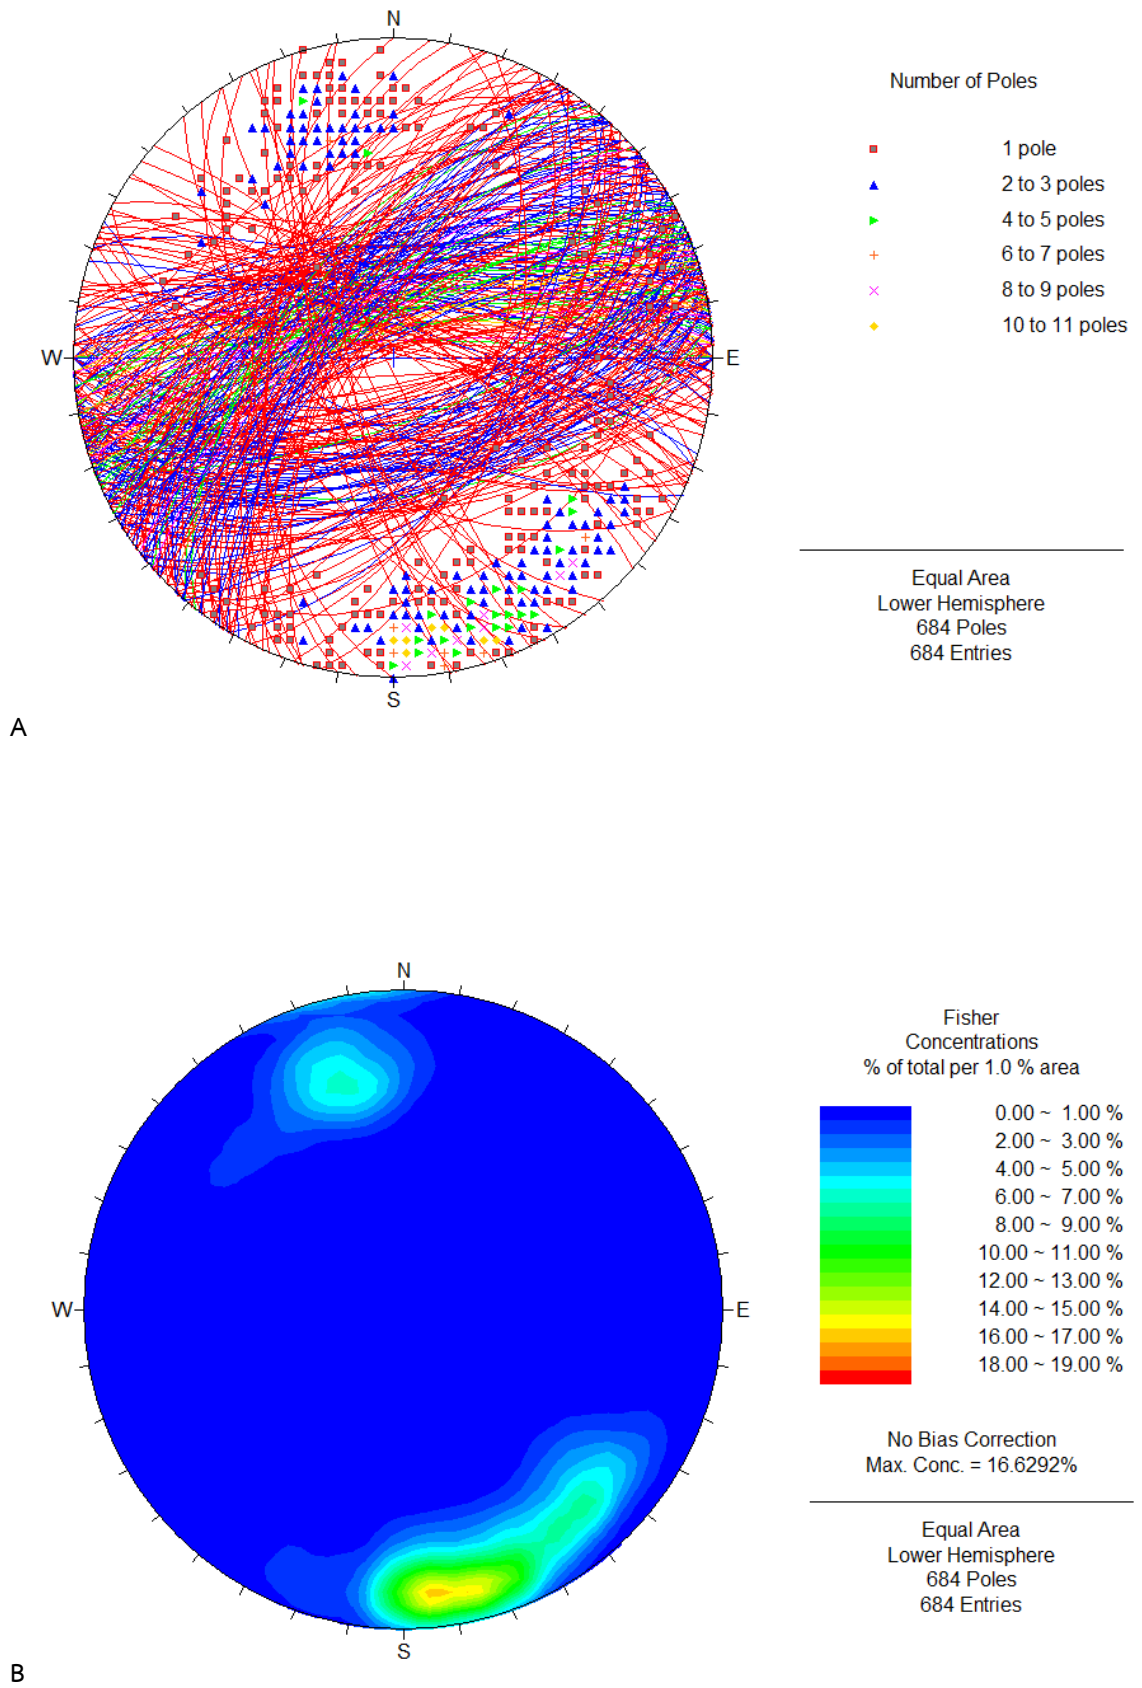 N
W
E
S
Number of Poles
1 pole
2 to 3 poles
4 to 5 poles
6 to 7 poles
8 to 9 poles
10 to 11 poles
Equal Area
Lower Hemisphere
684 Poles
684 Entries
A
N
W
E
S
Fisher
Concentrations
% of total per 1.0 % area
0.00 ~ 1.00 %
2.00 ~ 3.00 %
4.00 ~ 5.00 %
6.00 ~ 7.00 %
8.00 ~ 9.00 %
10.00 ~ 11.00 %
12.00 ~ 13.00 %
14.00 ~ 15.00 %
16.00 ~ 17.00 %
18.00 ~ 19.00 %
No Bias Correction
Max. Conc. = 16.6292%
Equal Area
Lower Hemisphere
684 Poles
684 Entries
B